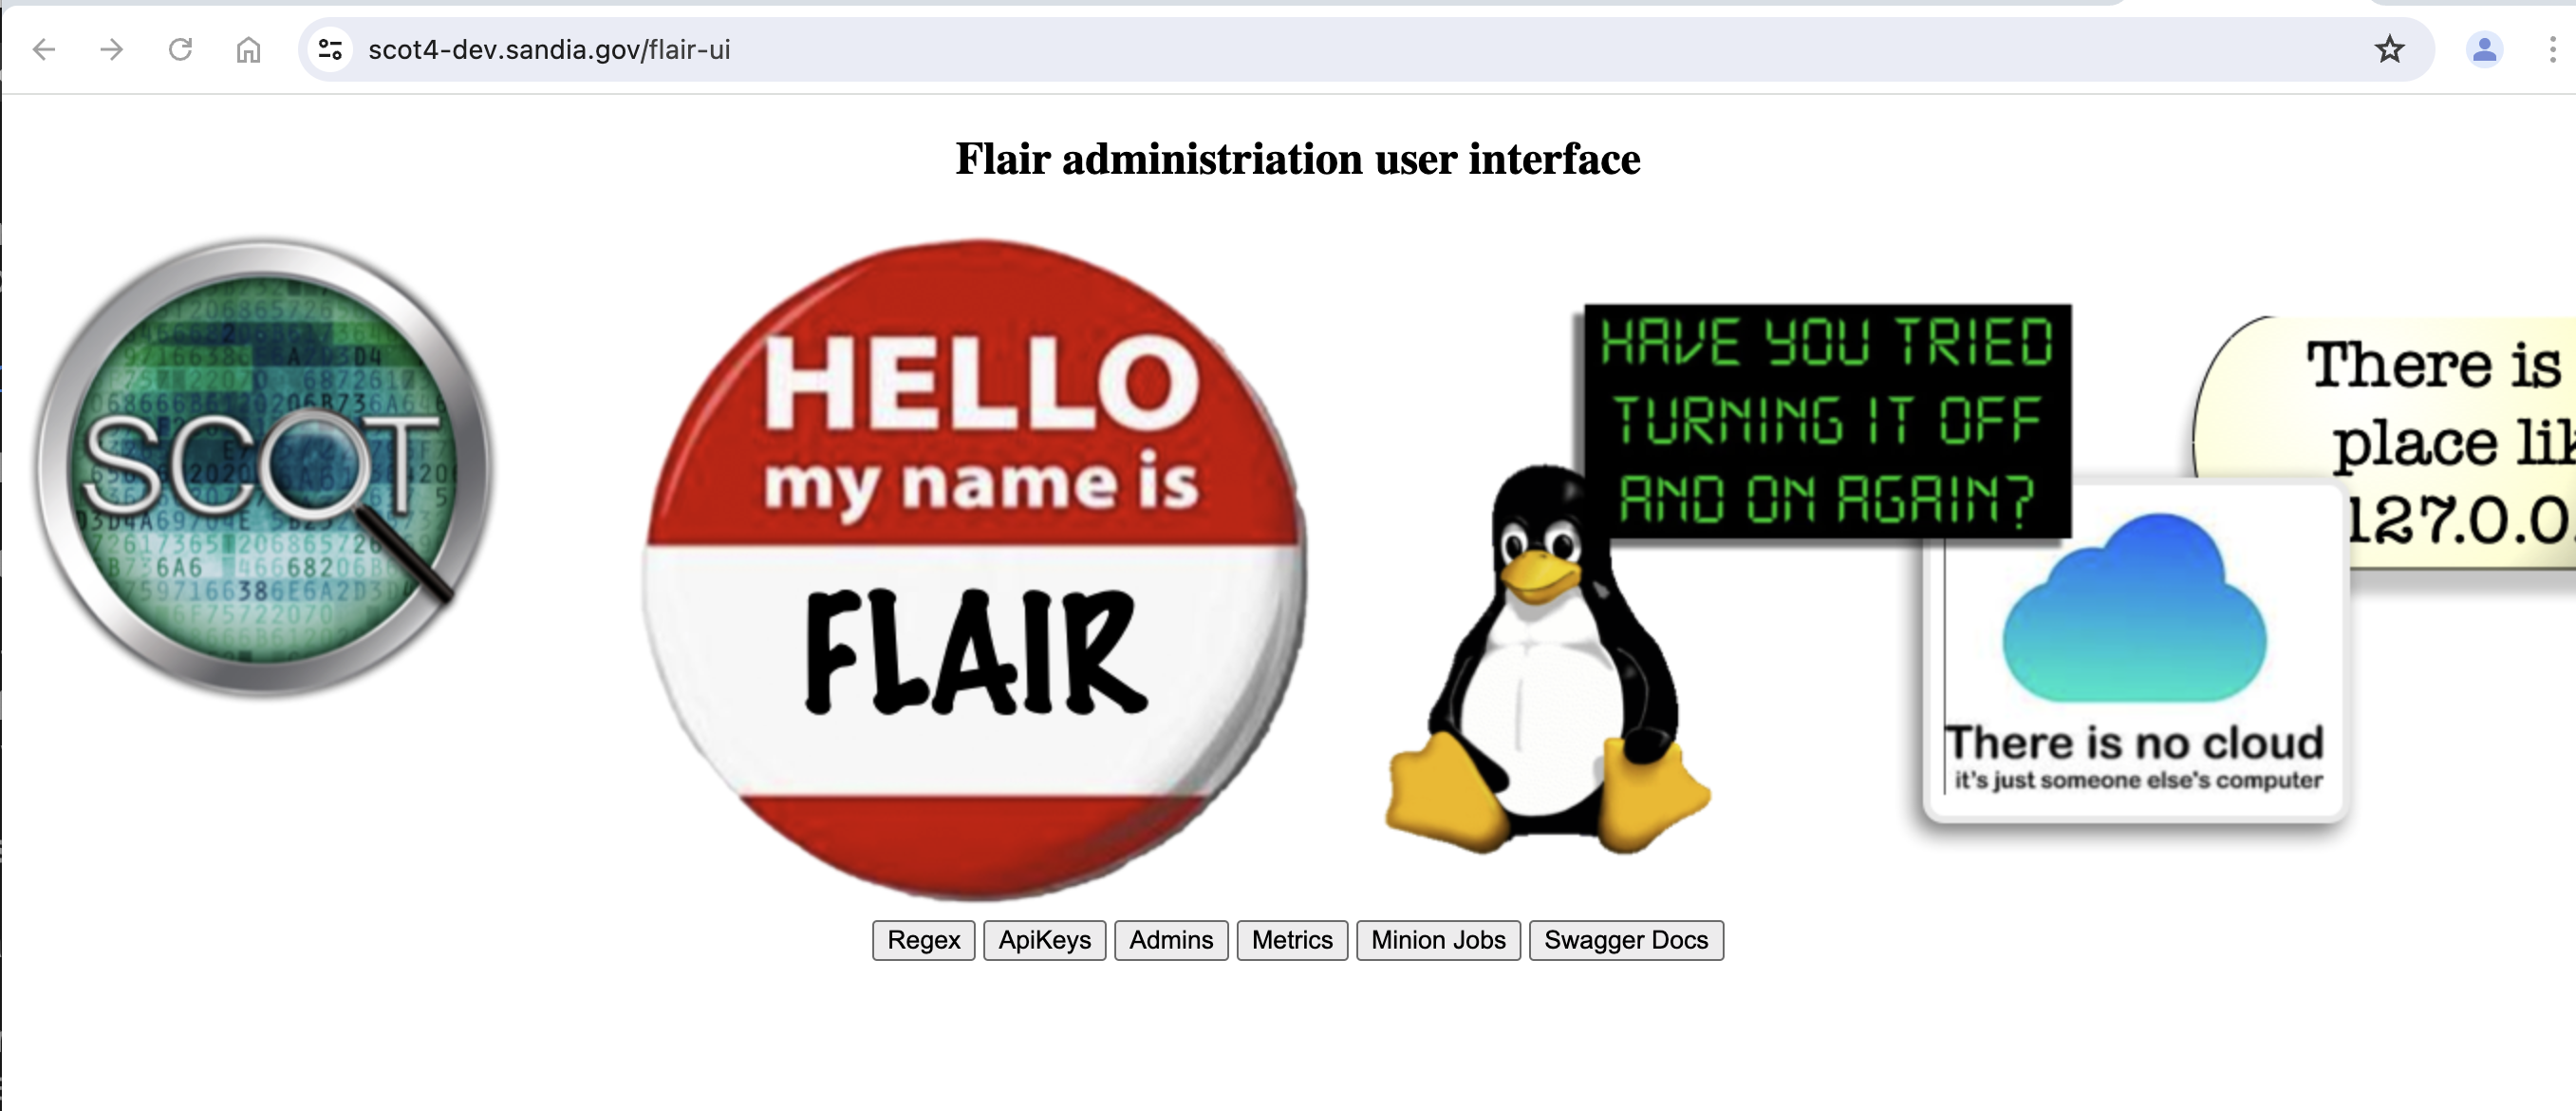 scot4-dev.sandia.gov/flair-ui
Flair administriation user interface
SCOT
HELLO
my name is
FLAIR
HAVE YOU TRIED
TURNING IT OFF
AND ON AGAIN?
There is
place
127.0.0.
There is no cloud
it's just someone else's computer
Regex
ApiKeys
Admins
Metrics
Minion Jobs
Swagger Docs